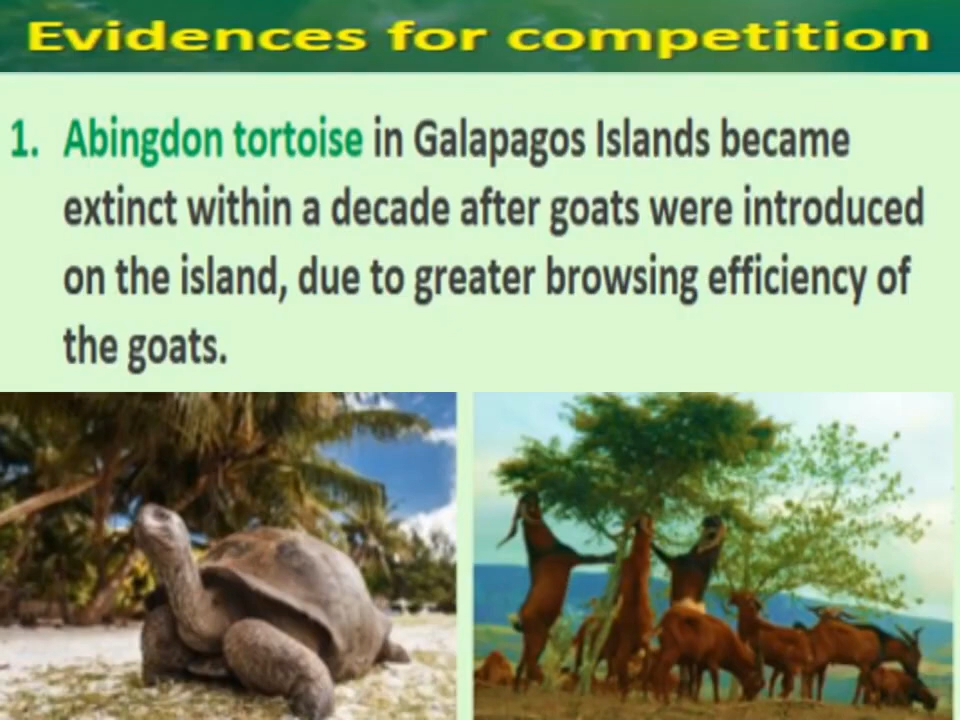 Evidences for competition
1. Abingdon tortoise in Galapagos Islands became
extinct within a decade after goats were introduced
on the island, due to greater browsing efficiency of
the goats.